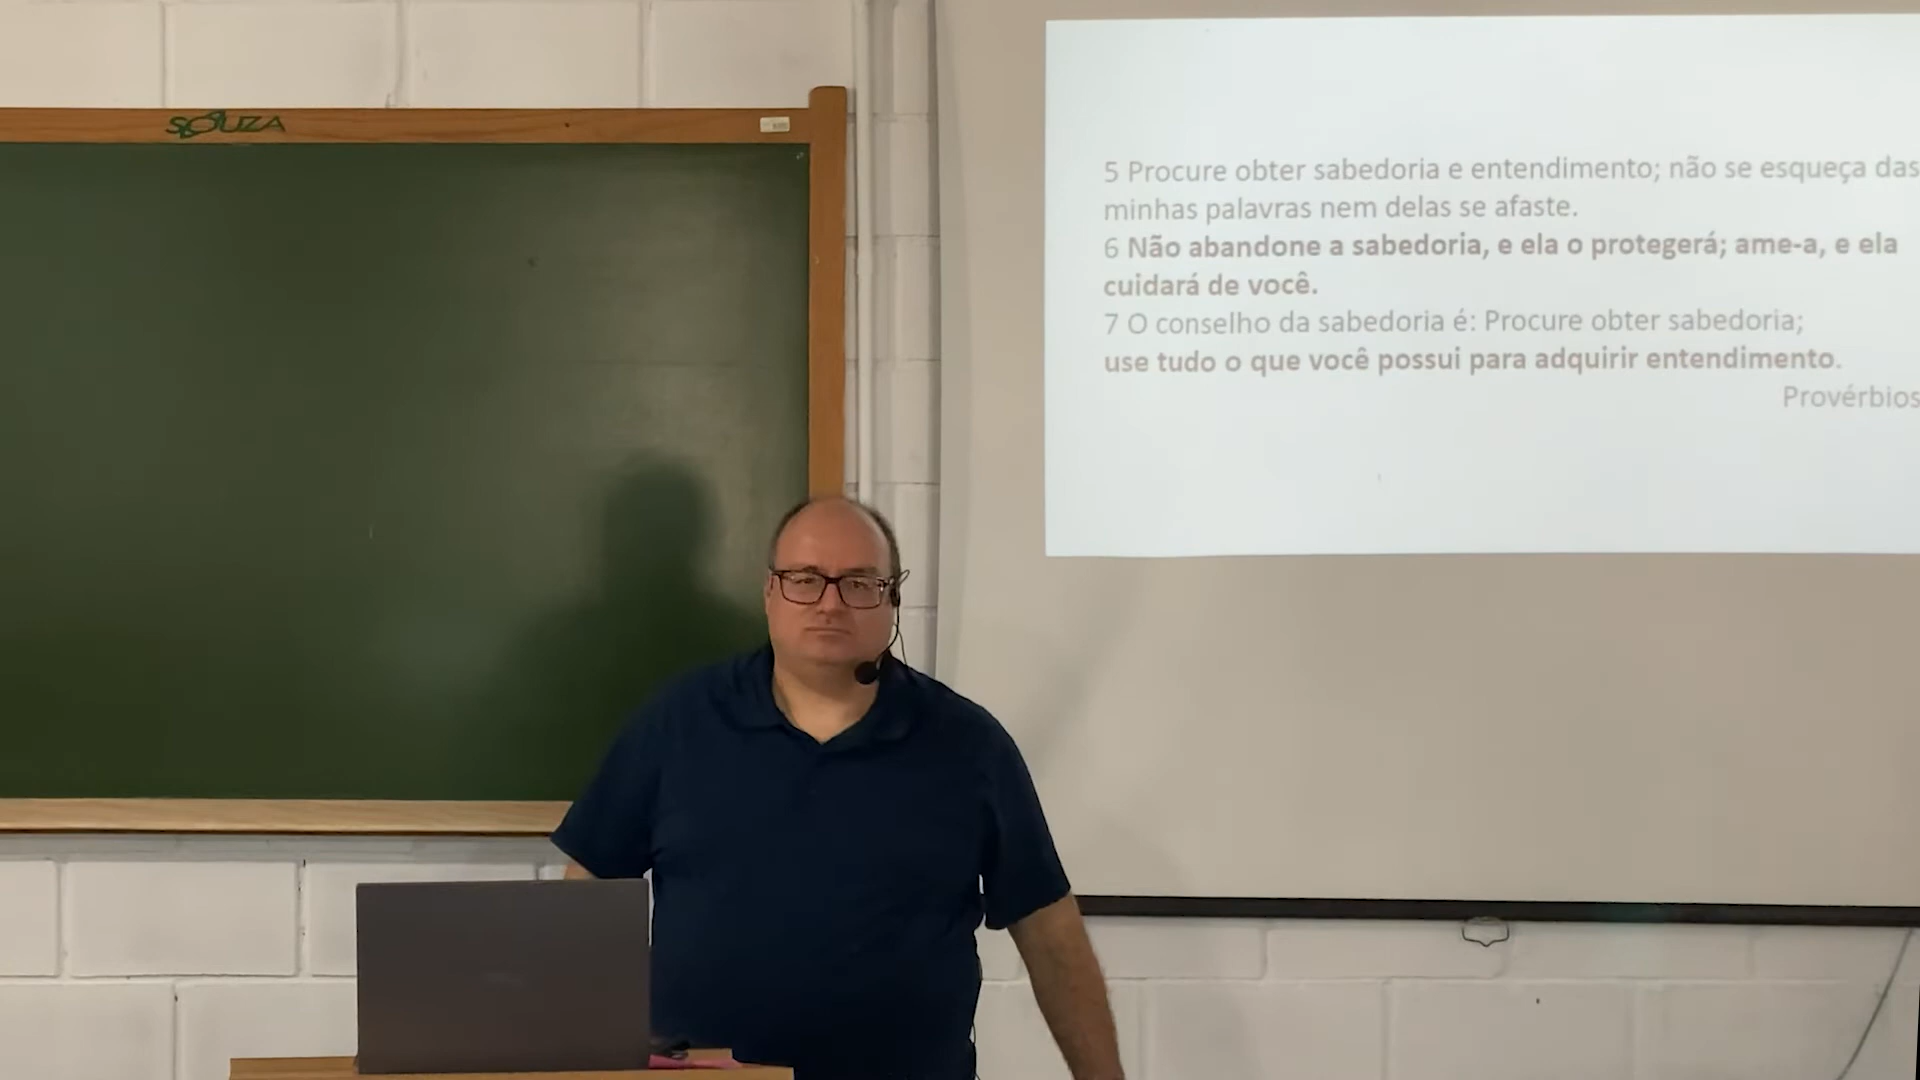 SOUZA
5 Procure obter sabedoria e entendimento; não se esqueça das
minhas palavras nem delas se afaste.
6 Não abandone a sabedoria, e ela o protegerá; ame-a, e ela
cuidará de você.
7 O conselho da sabedoria é: Procure obter sabedoria;
use tudo o que você possui para adquirir entendimento.
Provérbios